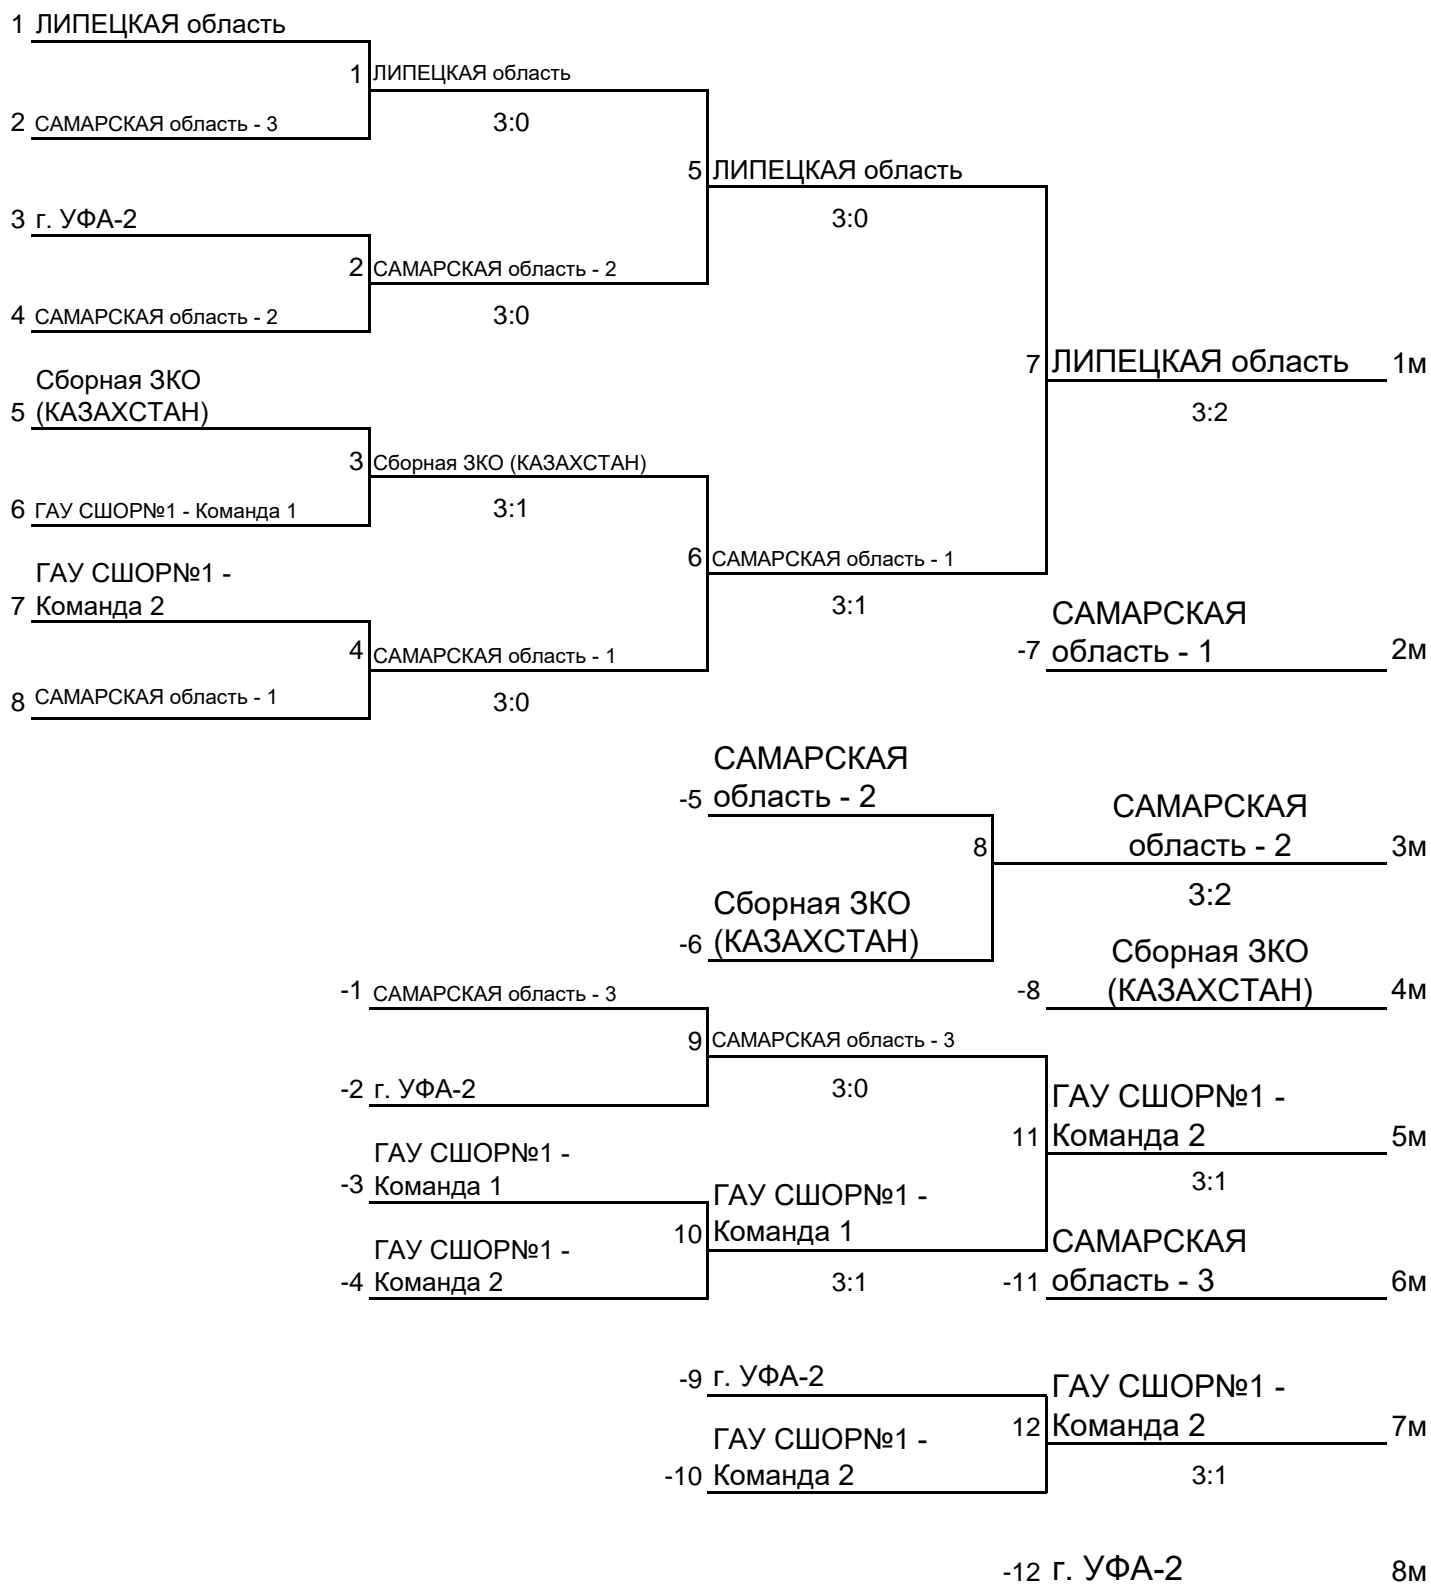 1 ЛИПЕЦКАЯ область
1 ЛИПЕЦКАЯ область
2 САМАРСКАЯ область - 3
3:0
5 ЛИПЕЦКАЯ область
3 г. УФА-2
3:0
2 САМАРСКАЯ область - 2
4 САМАРСКАЯ область - 2
3:0
7 ЛИПЕЦКАЯ область 1м
Сборная ЗКО
5 (КАЗАХСТАН)
3:2
3 Сборная ЗКО (КАЗАХСТАН)
6 ГАУ СШОР№1 - Команда 1
3:1
6 САМАРСКАЯ область - 1
ГАУ СШОР№1 -
7 Команда 2
3:1
САМАРСКАЯ
-7 область - 1 2м
4 САМАРСКАЯ область - 1
8 САМАРСКАЯ область - 1
3:0
САМАРСКАЯ
-5 область - 2
САМАРСКАЯ
8 область - 2 3м
3:2
Сборная ЗКО
-6 (КАЗАХСТАН)
Сборная ЗКО
-8 (КАЗАХСТАН) 4м
-1 САМАРСКАЯ область - 3
9 САМАРСКАЯ область - 3
-2 г. УФА-2
3:0
ГАУ СШОР№1 -
11 Команда 2 5м
ГАУ СШОР№1 -
-3 Команда 1
3:1
ГАУ СШОР№1 -
10 Команда 1
ГАУ СШОР№1 -
-4 Команда 2
3:1
САМАРСКАЯ
-11 область - 3 6м
-9 г. УФА-2
ГАУ СШОР№1 -
12 Команда 2 7м
ГАУ СШОР№1 -
-10 Команда 2
3:1
-12 г. УФА-2 8м